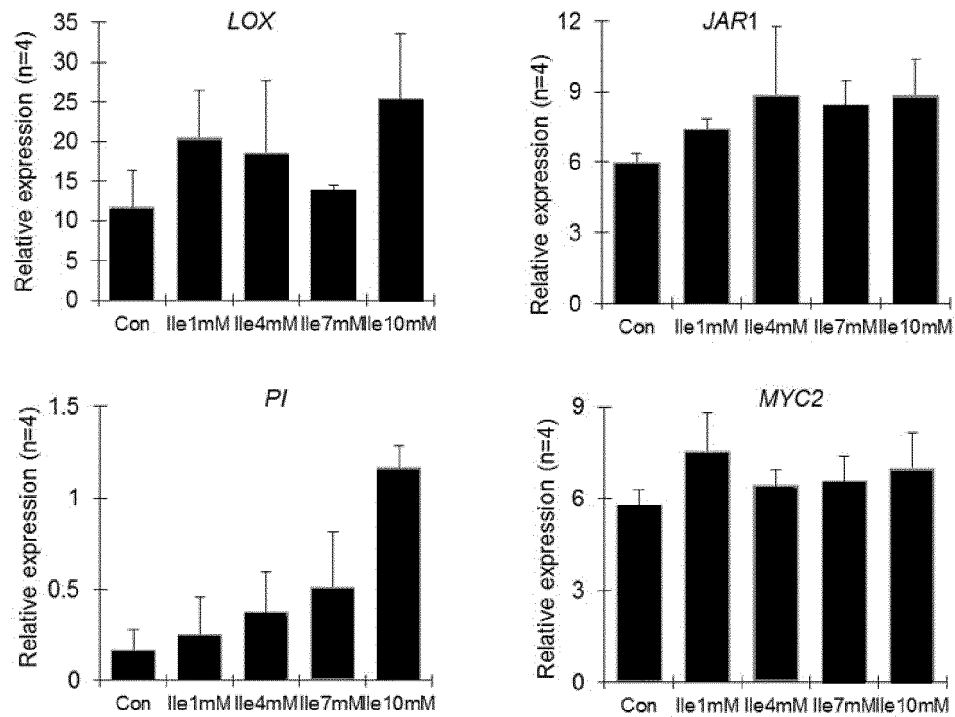 LOX
Relative expression (n=4)
35
30
25
20
15
10
5
0
Con Ile1mM Ile4mM Ile7mM Ile10mM
JAR1
Relative expression (n=4)
12
9
6
3
0
Con Ile1mM Ile4mM Ile7mM Ile10mM
PI
Relative expression (n=4)
1.5
1
0.5
0
Con Ile1mM Ile4mM Ile7mM Ile10mM
MYC2
Relative expression (n=4)
9
6
3
0
Con Ile1mM Ile4mM Ile7mM Ile10mM